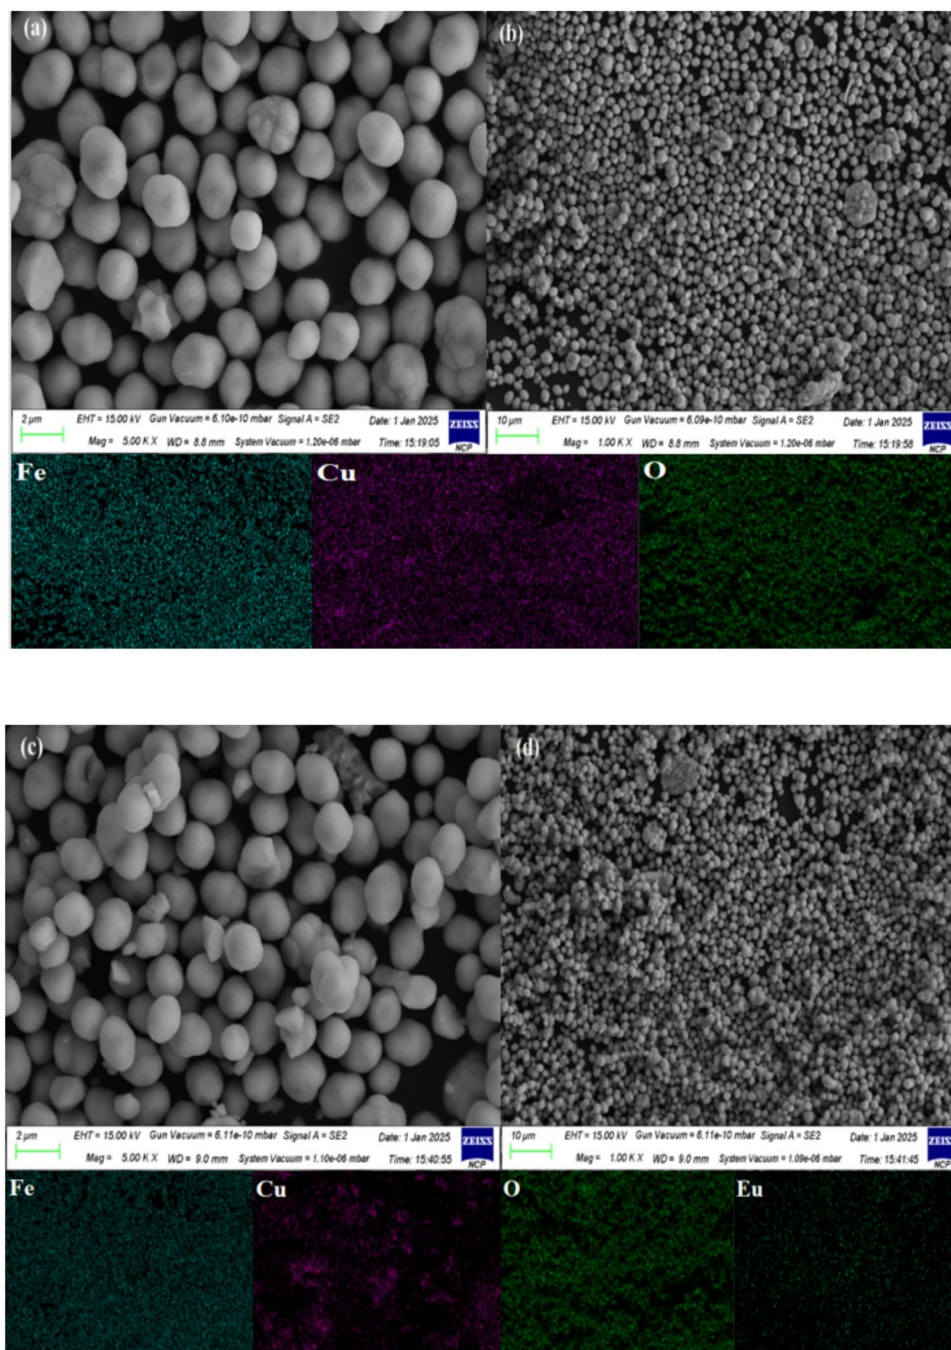 (a)
(b)
2 μm
EHT = 15.00 kV Gun Vacuum = 6.10e-10 mbar Signal A = SE2 Date: 1 Jan 2025
Mag = 5.00 K X WD = 8.8 mm System Vacuum = 1.20e-06 mbar Time: 15:19:05
ZEISS
NCP
10 μm
EHT = 15.00 kV Gun Vacuum = 6.09e-10 mbar Signal A = SE2 Date: 1 Jan 2025
Mag = 1.00 K X WD = 8.8 mm System Vacuum = 1.20e-06 mbar Time: 15:19:58
ZEISS
NCP
Fe
Cu
O
(c)
(d)
2 μm
EHT = 15.00 kV Gun Vacuum = 6.11e-10 mbar Signal A = SE2 Date: 1 Jan 2025
Mag = 5.00 K X WD = 9.0 mm System Vacuum = 1.10e-06 mbar Time: 15:40:55
ZEISS
NCP
10 μm
EHT = 15.00 kV Gun Vacuum = 6.11e-10 mbar Signal A = SE2 Date: 1 Jan 2025
Mag = 1.00 K X WD = 9.0 mm System Vacuum = 1.09e-06 mbar Time: 15:41:45
ZEISS
NCP
Fe
Cu
O
Eu